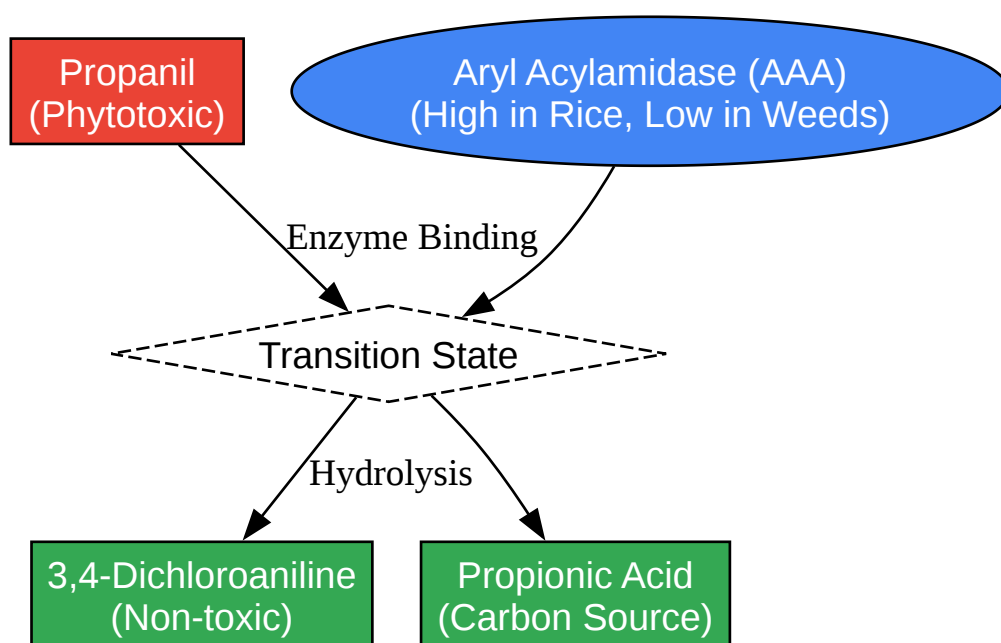 Propanil
(Phytotoxic)
Aryl Acylamidase (AAA)
(High in Rice, Low in Weeds)
Enzyme Binding
Transition State
Hydrolysis
3,4-Dichloroaniline
(Non-toxic)
Propionic Acid
(Carbon Source)